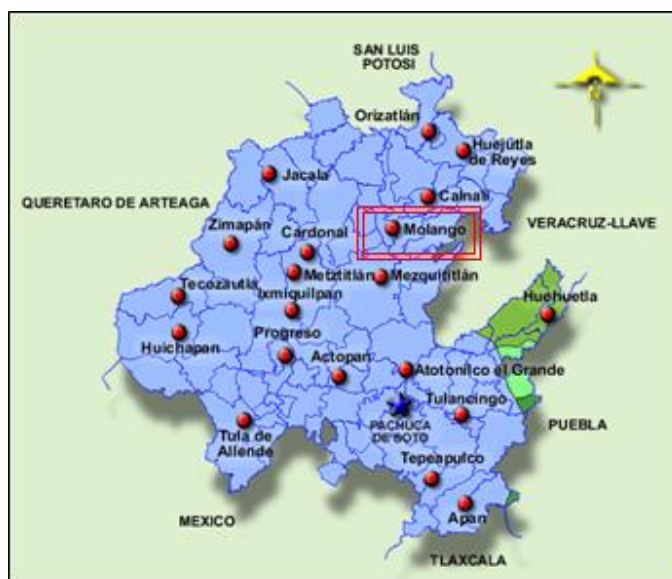 SAN LUIS
POTOSI
Orizatlán
Huejútla
de Reyes
Jacala
Calnali
QUERETARO DE ARTEAGA
Molango
VERACRUZ-LLAVE
Zimapán
Cardonal
Metztitlán
Mezquititlán
Tecozautla
Ixmiquilpan
Huehuetla
Huichapan
Progreso
Actopan
Atotonilco el Grande
Tulancingo
PACHUCA
DE SOTO
PUEBLA
Tula de
Allende
Tepeapulco
MEXICO
Apan
TLAXCALA